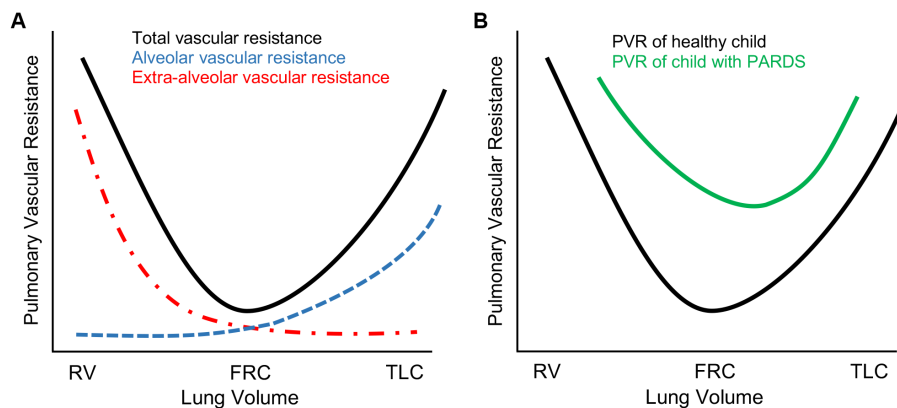 A
Total vascular resistance
Alveolar vascular resistance
Extra-alveolar vascular resistance
Pulmonary Vascular Resistance
RV FRC TLC
Lung Volume
B
PVR of healthy child
PVR of child with PARDS
Pulmonary Vascular Resistance
RV FRC TLC
Lung Volume